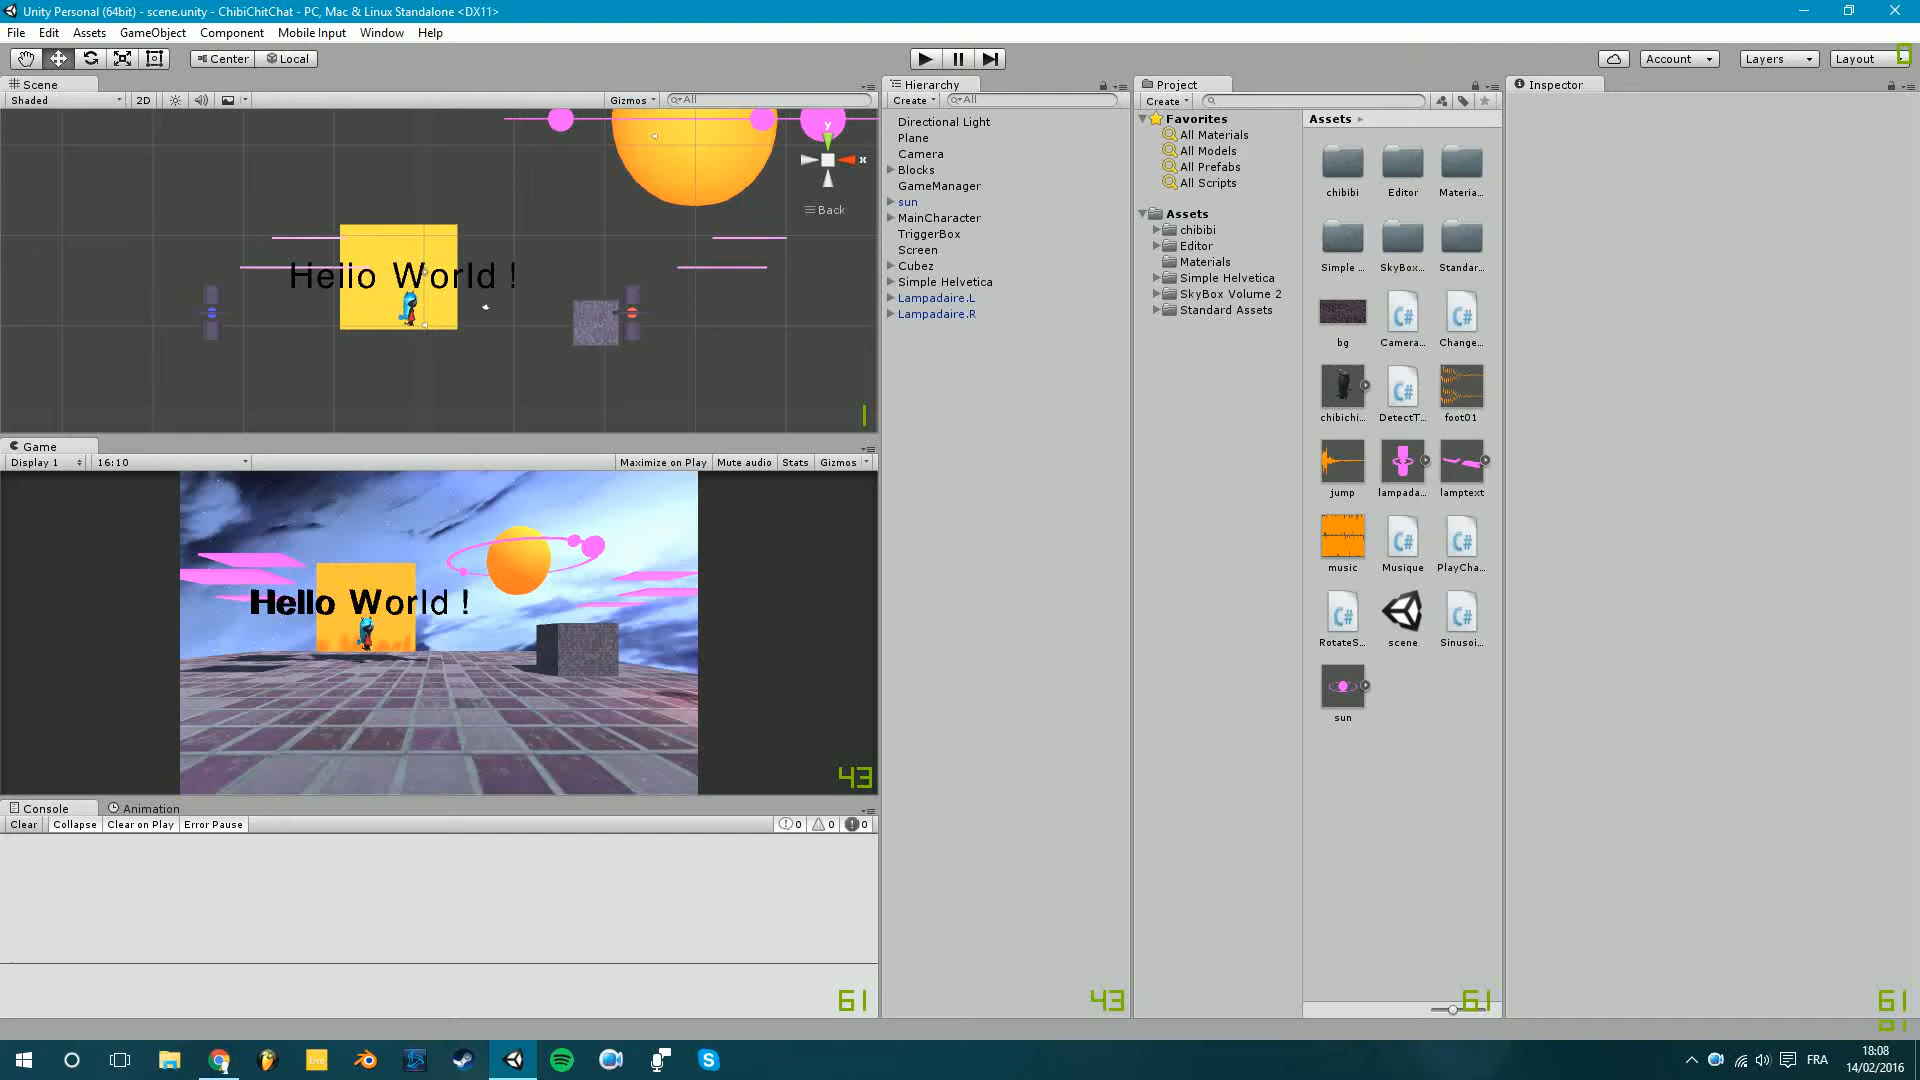 Unity Personal (64bit) - scene.unity - ChibiChitChat - PC, Mac & Linux Standalone <DX11>
File Edit Assets GameObject Component Mobile Input Window Help
Center Local
Account Layers Layout
Scene
Shaded 2D Gizmos All
y
x
Back
Hello World !
1
Game
Display 1 16:10 Maximize on Play Mute audio Stats Gizmos
Hello World !
43
Console Animation
Clear Collapse Clear on Play Error Pause 0 0 0
61
Hierarchy
Create All
Directional Light
Plane
Camera
Blocks
GameManager
sun
MainCharacter
TriggerBox
Screen
Cubez
Simple Helvetica
Lampadaire.L
Lampadaire.R
43
Project
Create
Favorites
All Materials
All Models
All Prefabs
All Scripts
Assets
chibibi
Editor
Materials
Simple Helvetica
SkyBox Volume 2
Standard Assets
Assets
chibibi Editor Materia...
Simple ... SkyBox... Standar...
bg Camera... Change...
chibichi... DetectT... foot01
jump lampada... lamptext
music Musique PlayCha...
RotateS... scene Sinusoi...
sun
61
Inspector
61
live
FRA
18:08
14/02/2016